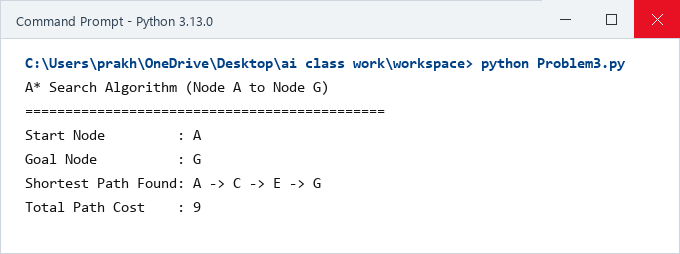 Command Prompt - Python 3.13.0
C:\Users\prakh\OneDrive\Desktop\ai class work\workspace> python Problem3.py
A* Search Algorithm (Node A to Node G)
=============================================
Start Node         : A
Goal Node          : G
Shortest Path Found: A -> C -> E -> G
Total Path Cost    : 9